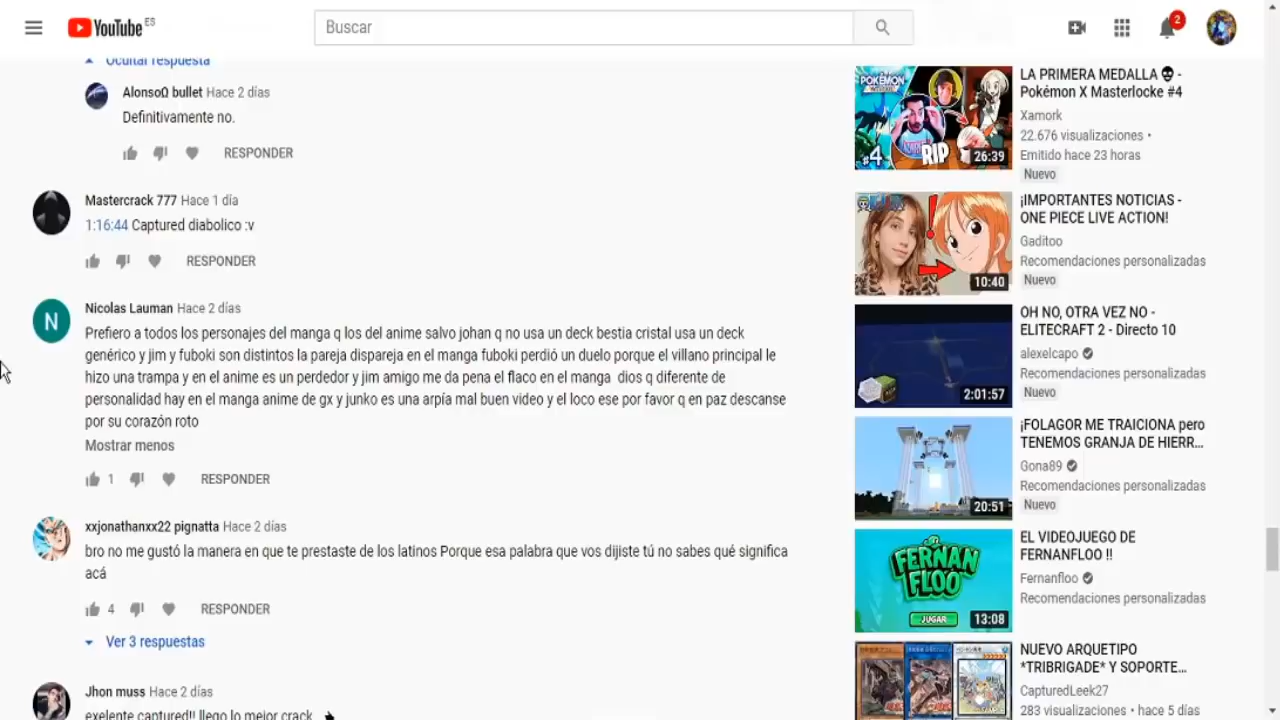 YouTube ES
Buscar
2
Ocultar respuesta
AlonsoΩ bullet Hace 2 días
Definitivamente no.
RESPONDER
Mastercrack 777 Hace 1 día
1:16:44 Captured diabolico :v
RESPONDER
N
Nicolas Lauman Hace 2 días
Prefiero a todos los personajes del manga q los del anime salvo johan q no usa un deck bestia cristal usa un deck
genérico y jim y fuboki son distintos la pareja dispareja en el manga fuboki perdió un duelo porque el villano principal le
hizo una trampa y en el anime es un perdedor y jim amigo me da pena el flaco en el manga dios q diferente de
personalidad hay en el manga anime de gx y junko es una arpía mal buen video y el loco ese por favor q en paz descanse
por su corazón roto
Mostrar menos
1 RESPONDER
xxjonathanxx22 pignatta Hace 2 días
bro no me gustó la manera en que te prestaste de los latinos Porque esa palabra que vos dijiste tú no sabes qué significa
acá
4 RESPONDER
Ver 3 respuestas
Jhon muss Hace 2 días
exelente captured!! llego lo mejor crack
POKÉMON
#4
RIP
26:39
LA PRIMERA MEDALLA 💀 -
Pokémon X Masterlocke #4
Xamork
22.676 visualizaciones •
Emitido hace 23 horas
Nuevo
!
10:40
¡IMPORTANTES NOTICIAS -
ONE PIECE LIVE ACTION!
Gaditoo
Recomendaciones personalizadas
Nuevo
2:01:57
OH NO, OTRA VEZ NO -
ELITECRAFT 2 - Directo 10
alexelcapo
Recomendaciones personalizadas
Nuevo
20:51
¡FOLAGOR ME TRAICIONA pero
TENEMOS GRANJA DE HIERR...
Gona89
Recomendaciones personalizadas
Nuevo
FERNAN
FLOO
JUGAR
13:08
EL VIDEOJUEGO DE
FERNANFLOO !!
Fernanfloo
Recomendaciones personalizadas
NUEVO ARQUETIPO
*TRIBRIGADE* Y SOPORTE...
CapturedLeek27
283 visualizaciones • hace 5 días